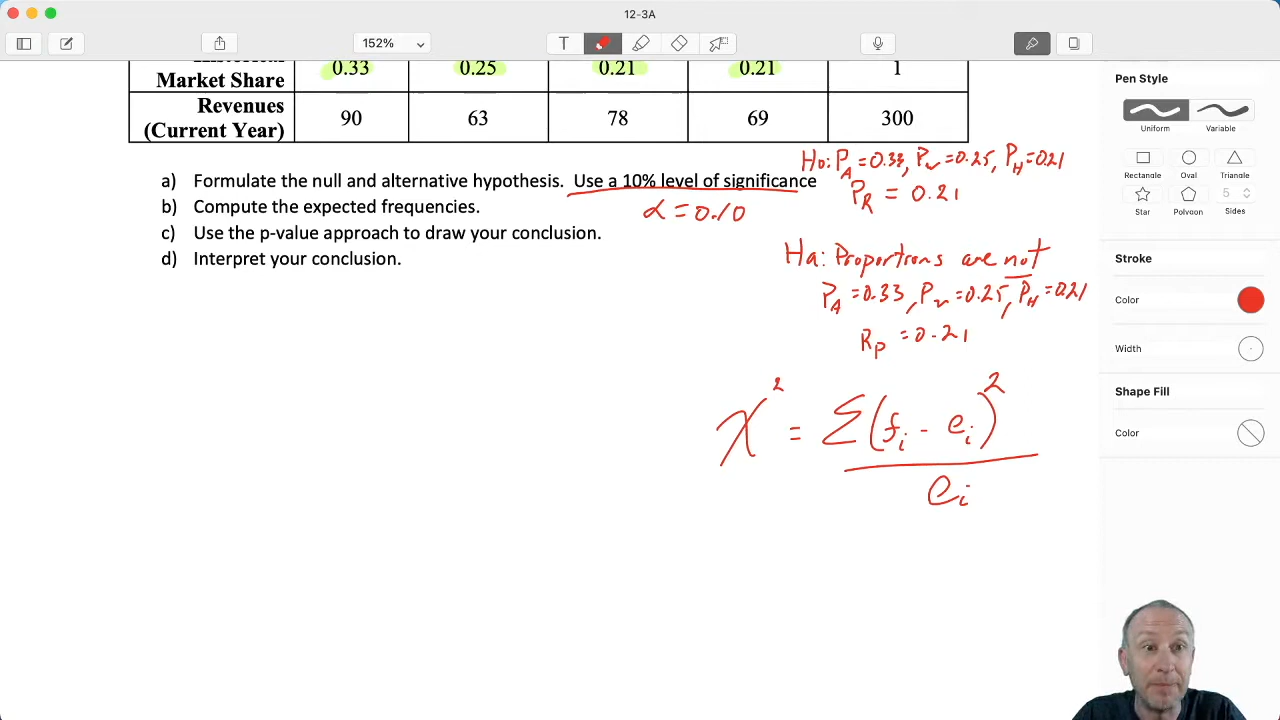 12-3A
152%
T
Market Share 0.33 0.25 0.21 0.21 1
Revenues
(Current Year) 90 63 78 69 300
a) Formulate the null and alternative hypothesis. Use a 10% level of significance
b) Compute the expected frequencies.
c) Use the p-value approach to draw your conclusion.
d) Interpret your conclusion.
α = 0.10
Ho: PA = 0.33, Pv = 0.25, PH = 0.21
PR = 0.21
Ha: Proportions are not
PA = 0.33, Pv = 0.25, PH = 0.21
RP = 0.21
χ² = Σ(fi - ei)²
ei
Pen Style
Uniform Variable
Rectangle Oval Triangle
Star Polygon Sides
5
Stroke
Color
Width
Shape Fill
Color